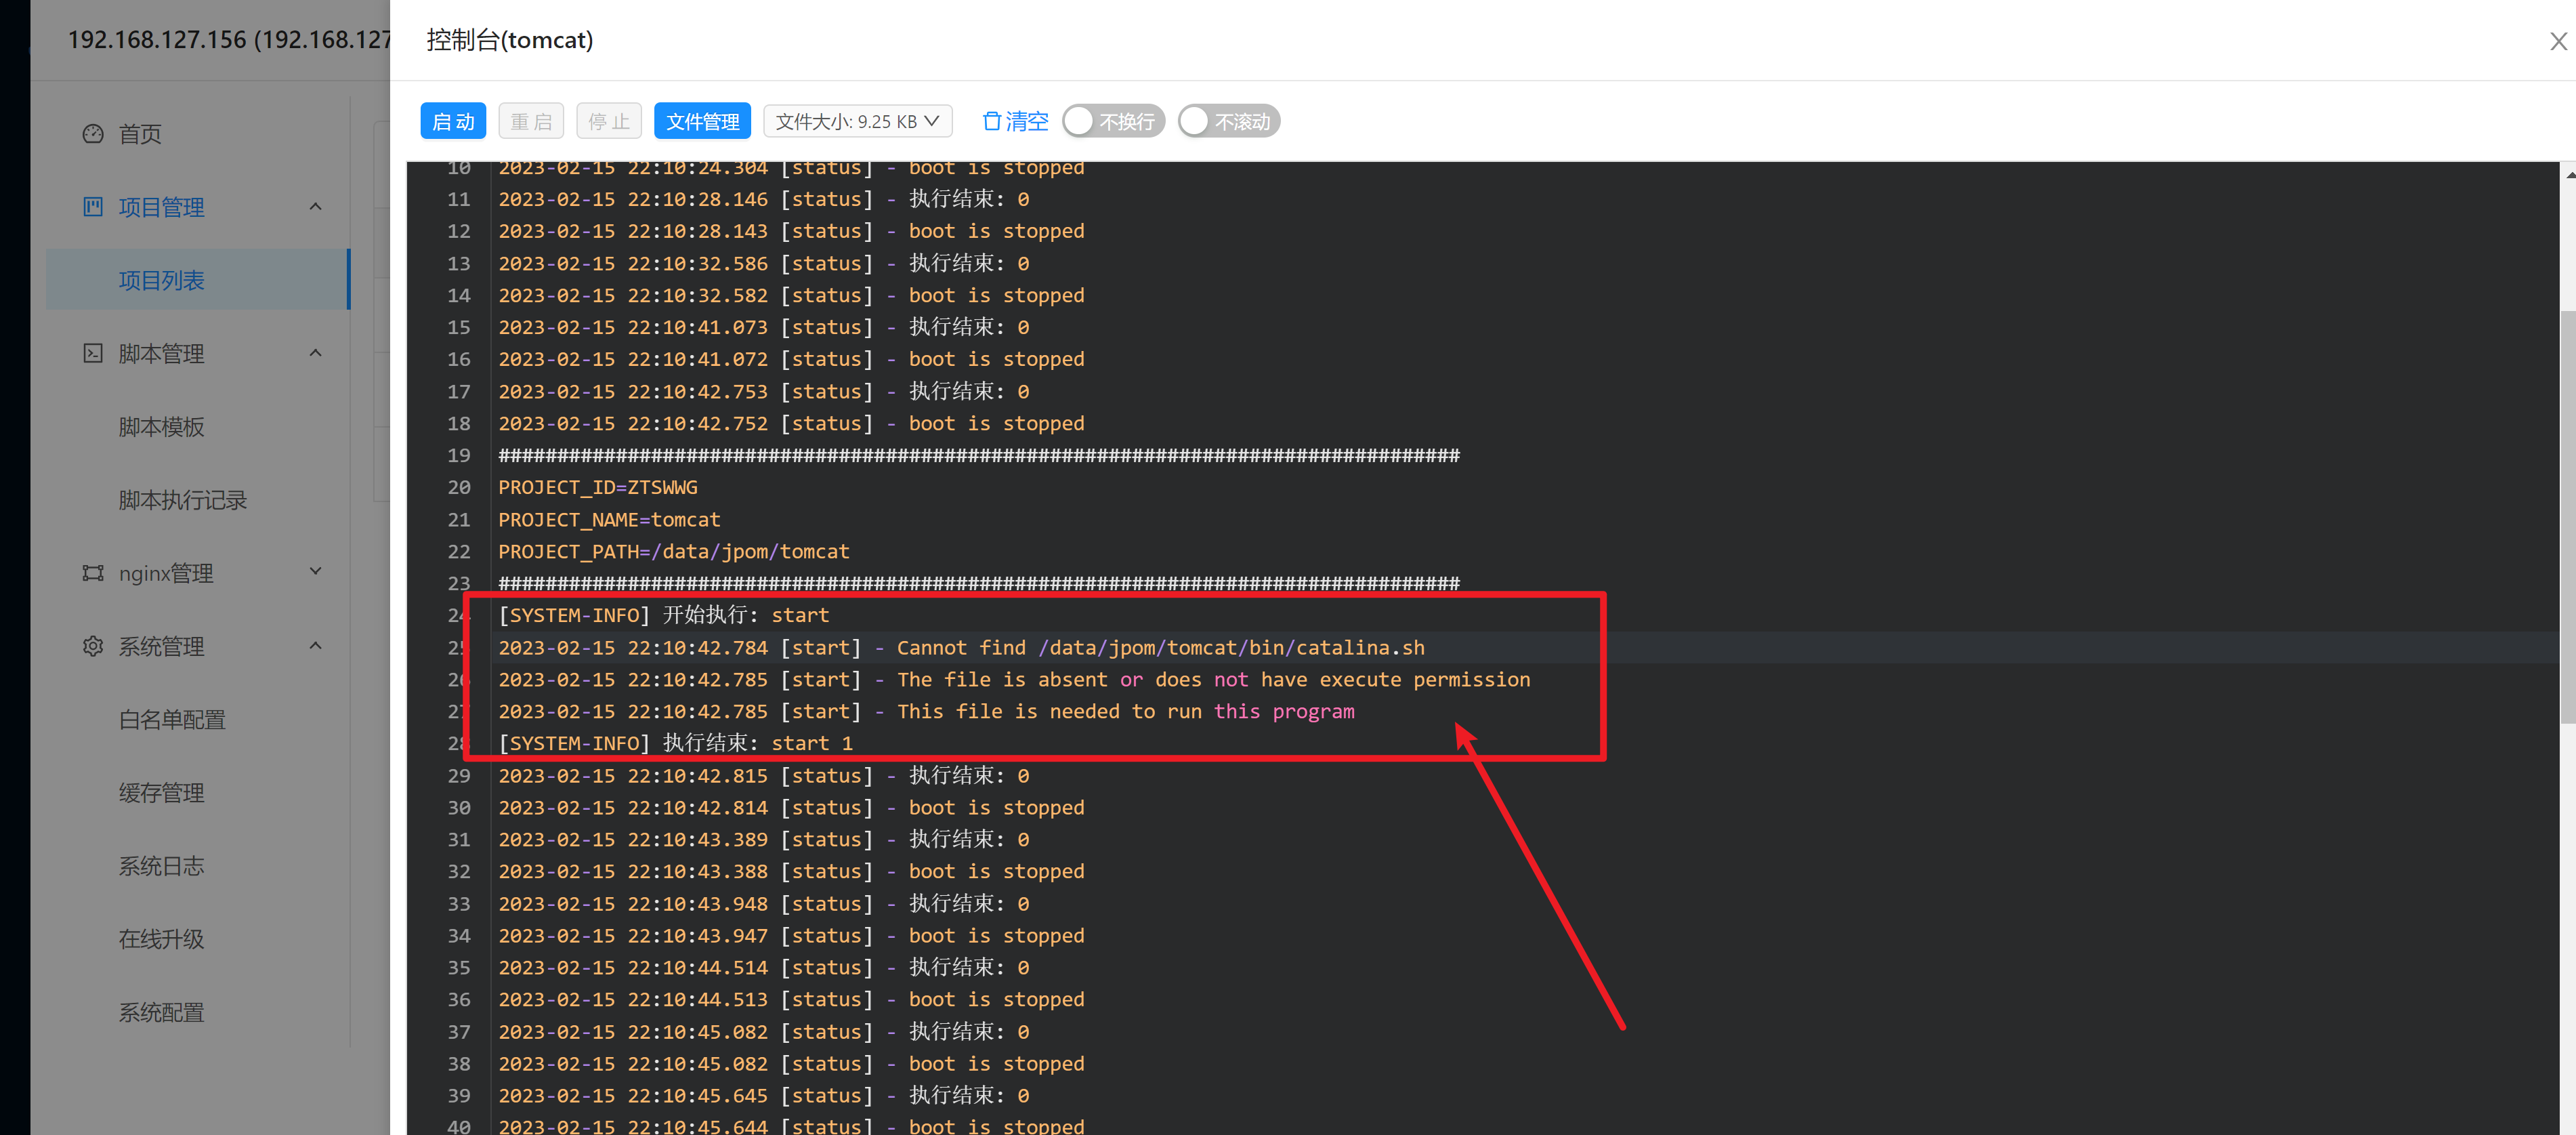 192.168.127.156 (192.168.127
首页
项目管理
项目列表
脚本管理
脚本模板
脚本执行记录
nginx管理
系统管理
白名单配置
缓存管理
系统日志
在线升级
系统配置
控制台(tomcat)
启动 重启 停止 文件管理 文件大小: 9.25 KB 清空 不换行 不滚动
10 2023-02-15 22:10:24.304 [status] - boot is stopped
11 2023-02-15 22:10:28.146 [status] - 执行结束: 0
12 2023-02-15 22:10:28.143 [status] - boot is stopped
13 2023-02-15 22:10:32.586 [status] - 执行结束: 0
14 2023-02-15 22:10:32.582 [status] - boot is stopped
15 2023-02-15 22:10:41.073 [status] - 执行结束: 0
16 2023-02-15 22:10:41.072 [status] - boot is stopped
17 2023-02-15 22:10:42.753 [status] - 执行结束: 0
18 2023-02-15 22:10:42.752 [status] - boot is stopped
19 ##################################################################################
20 PROJECT_ID=ZTSWWG
21 PROJECT_NAME=tomcat
22 PROJECT_PATH=/data/jpom/tomcat
23 ##################################################################################
24 [SYSTEM-INFO] 开始执行: start
25 2023-02-15 22:10:42.784 [start] - Cannot find /data/jpom/tomcat/bin/catalina.sh
26 2023-02-15 22:10:42.785 [start] - The file is absent or does not have execute permission
27 2023-02-15 22:10:42.785 [start] - This file is needed to run this program
28 [SYSTEM-INFO] 执行结束: start 1
29 2023-02-15 22:10:42.815 [status] - 执行结束: 0
30 2023-02-15 22:10:42.814 [status] - boot is stopped
31 2023-02-15 22:10:43.389 [status] - 执行结束: 0
32 2023-02-15 22:10:43.388 [status] - boot is stopped
33 2023-02-15 22:10:43.948 [status] - 执行结束: 0
34 2023-02-15 22:10:43.947 [status] - boot is stopped
35 2023-02-15 22:10:44.514 [status] - 执行结束: 0
36 2023-02-15 22:10:44.513 [status] - boot is stopped
37 2023-02-15 22:10:45.082 [status] - 执行结束: 0
38 2023-02-15 22:10:45.082 [status] - boot is stopped
39 2023-02-15 22:10:45.645 [status] - 执行结束: 0
40 2023-02-15 22:10:45.644 [status] - boot is stopped